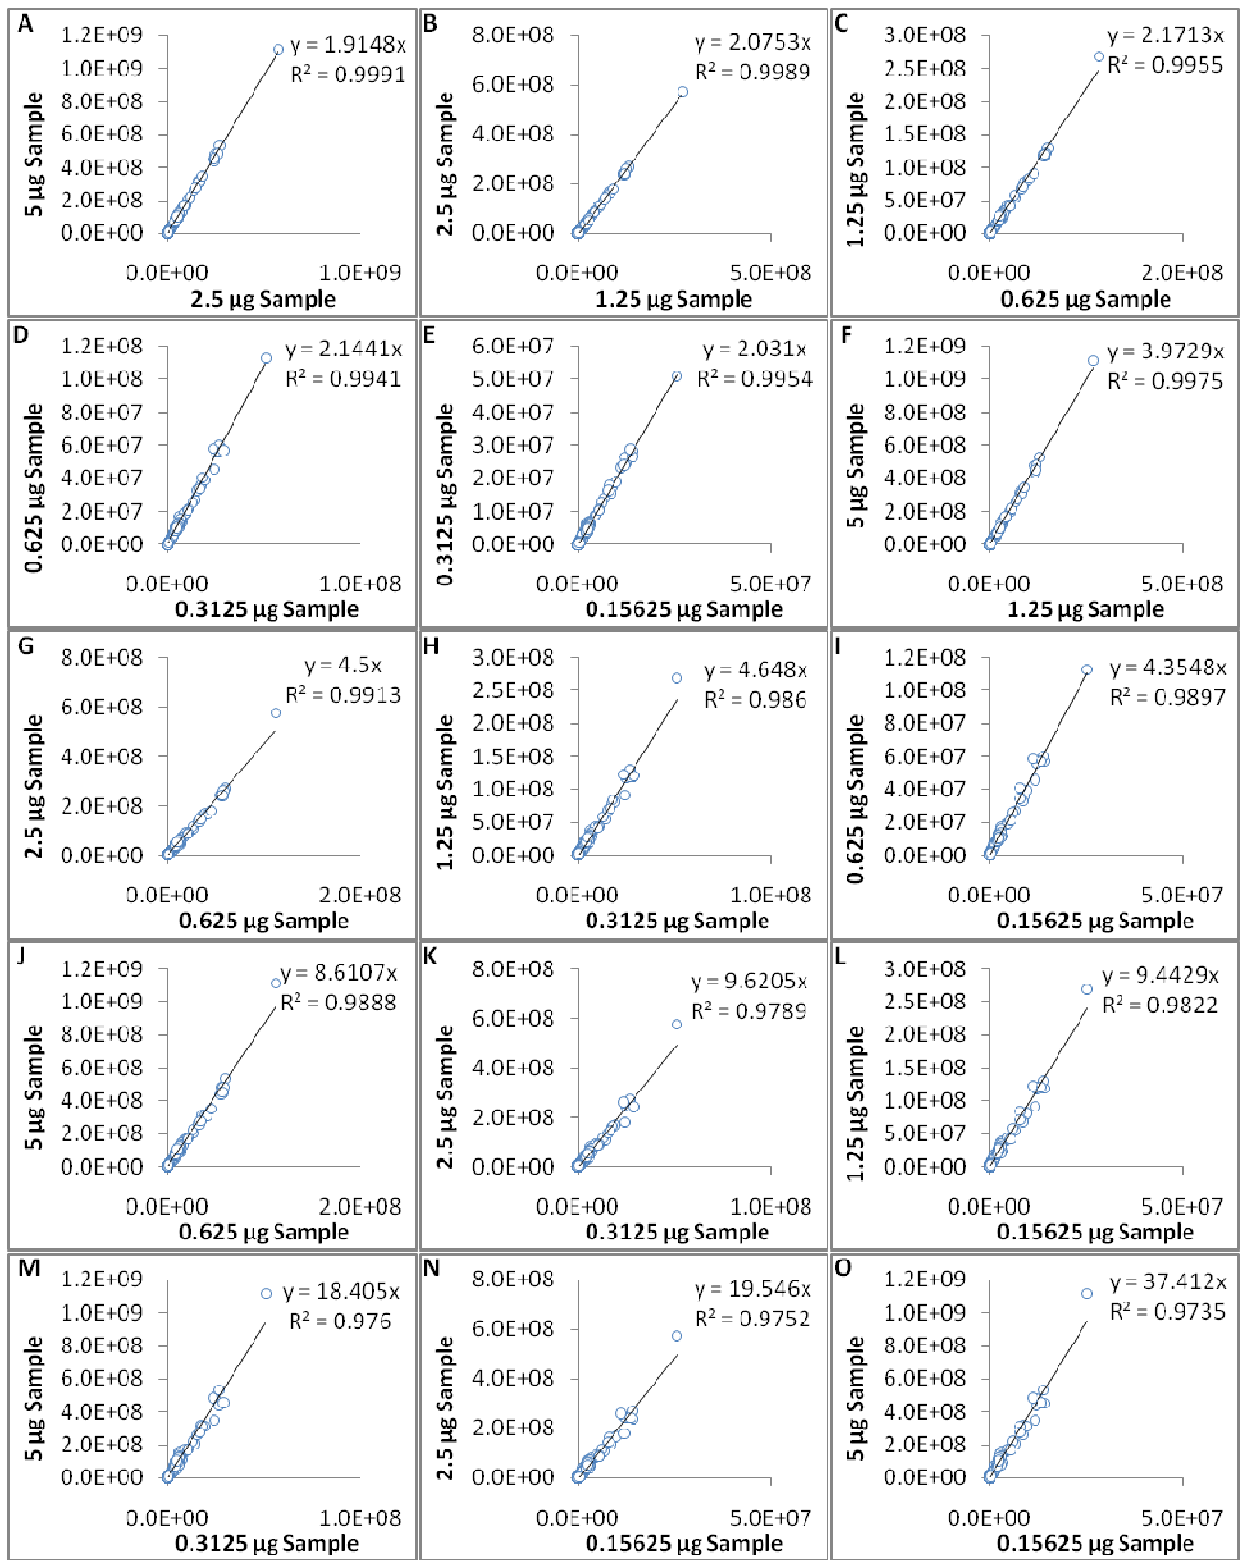 A
1.2E+09
1.0E+09
8.0E+08
6.0E+08
4.0E+08
2.0E+08
0.0E+00
5 µg Sample
y = 1.9148x
R² = 0.9991
0.0E+00 1.0E+09
2.5 µg Sample
B
8.0E+08
6.0E+08
4.0E+08
2.0E+08
0.0E+00
2.5 µg Sample
y = 2.0753x
R² = 0.9989
0.0E+00 5.0E+08
1.25 µg Sample
C
3.0E+08
2.5E+08
2.0E+08
1.5E+08
1.0E+08
5.0E+07
0.0E+00
1.25 µg Sample
y = 2.1713x
R² = 0.9955
0.0E+00 2.0E+08
0.625 µg Sample
D
1.2E+08
1.0E+08
8.0E+07
6.0E+07
4.0E+07
2.0E+07
0.0E+00
0.625 µg Sample
y = 2.1441x
R² = 0.9941
0.0E+00 1.0E+08
0.3125 µg Sample
E
6.0E+07
5.0E+07
4.0E+07
3.0E+07
2.0E+07
1.0E+07
0.0E+00
0.3125 µg Sample
y = 2.031x
R² = 0.9954
0.0E+00 5.0E+07
0.15625 µg Sample
F
1.2E+09
1.0E+09
8.0E+08
6.0E+08
4.0E+08
2.0E+08
0.0E+00
5 µg Sample
y = 3.9729x
R² = 0.9975
0.0E+00 5.0E+08
1.25 µg Sample
G
8.0E+08
6.0E+08
4.0E+08
2.0E+08
0.0E+00
2.5 µg Sample
y = 4.5x
R² = 0.9913
0.0E+00 2.0E+08
0.625 µg Sample
H
3.0E+08
2.5E+08
2.0E+08
1.5E+08
1.0E+08
5.0E+07
0.0E+00
1.25 µg Sample
y = 4.648x
R² = 0.986
0.0E+00 1.0E+08
0.3125 µg Sample
I
1.2E+08
1.0E+08
8.0E+07
6.0E+07
4.0E+07
2.0E+07
0.0E+00
0.625 µg Sample
y = 4.3548x
R² = 0.9897
0.0E+00 5.0E+07
0.15625 µg Sample
J
1.2E+09
1.0E+09
8.0E+08
6.0E+08
4.0E+08
2.0E+08
0.0E+00
5 µg Sample
y = 8.6107x
R² = 0.9888
0.0E+00 2.0E+08
0.625 µg Sample
K
8.0E+08
6.0E+08
4.0E+08
2.0E+08
0.0E+00
2.5 µg Sample
y = 9.6205x
R² = 0.9789
0.0E+00 1.0E+08
0.3125 µg Sample
L
3.0E+08
2.5E+08
2.0E+08
1.5E+08
1.0E+08
5.0E+07
0.0E+00
1.25 µg Sample
y = 9.4429x
R² = 0.9822
0.0E+00 5.0E+07
0.15625 µg Sample
M
1.2E+09
1.0E+09
8.0E+08
6.0E+08
4.0E+08
2.0E+08
0.0E+00
5 µg Sample
y = 18.405x
R² = 0.976
0.0E+00 1.0E+08
0.3125 µg Sample
N
8.0E+08
6.0E+08
4.0E+08
2.0E+08
0.0E+00
2.5 µg Sample
y = 19.546x
R² = 0.9752
0.0E+00 5.0E+07
0.15625 µg Sample
O
1.2E+09
1.0E+09
8.0E+08
6.0E+08
4.0E+08
2.0E+08
0.0E+00
5 µg Sample
y = 37.412x
R² = 0.9735
0.0E+00 5.0E+07
0.15625 µg Sample